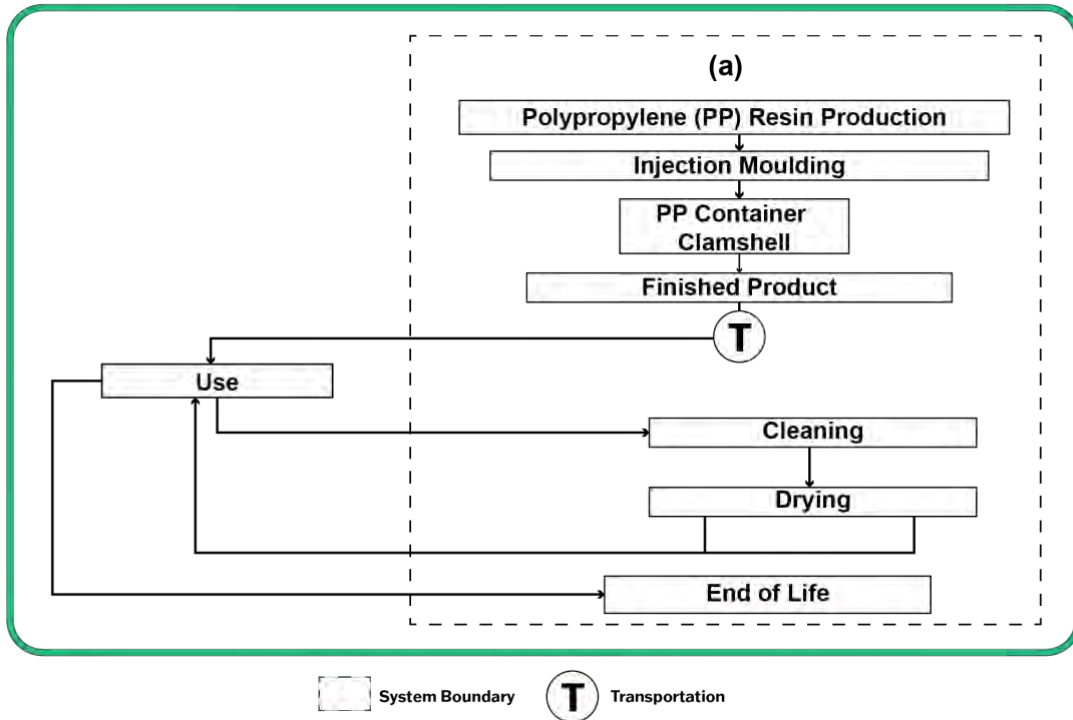 (a)
Polypropylene (PP) Resin Production
Injection Moulding
PP Container
Clamshell
Finished Product
T
Use
Cleaning
Drying
End of Life
System Boundary
T
Transportation